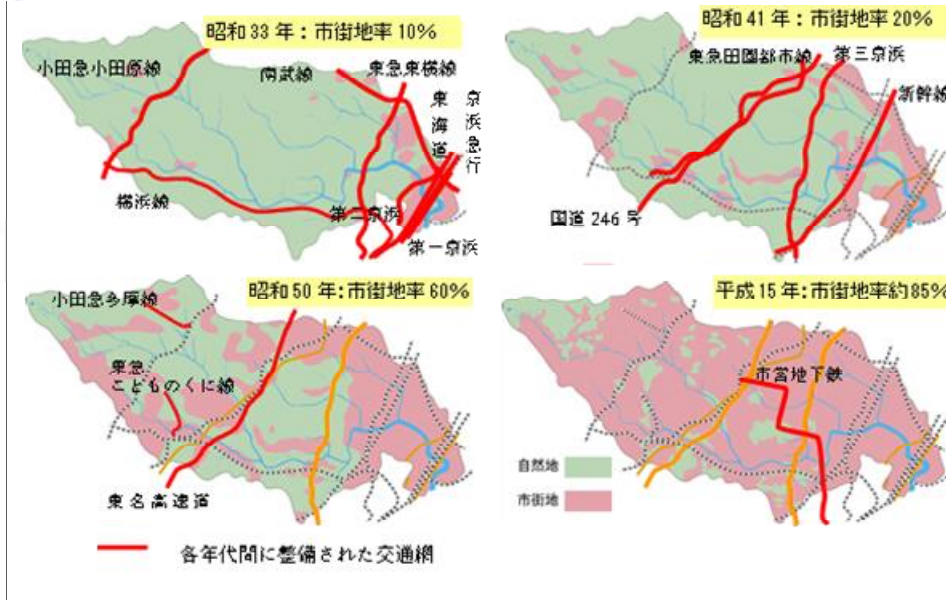 昭和33年:市街地率10%
小田急小田原線
南武線
東急東横線
東海道
京浜急行
横浜線
第二京浜
第一京浜
昭和41年:市街地率20%
東急田園都市線
第三京浜
新幹線
国道246号
昭和50年:市街地率60%
小田急多摩線
東急
こどものくに線
東名高速道
平成15年:市街地率約85%
市営地下鉄
自然地
市街地
各年代間に整備された交通網